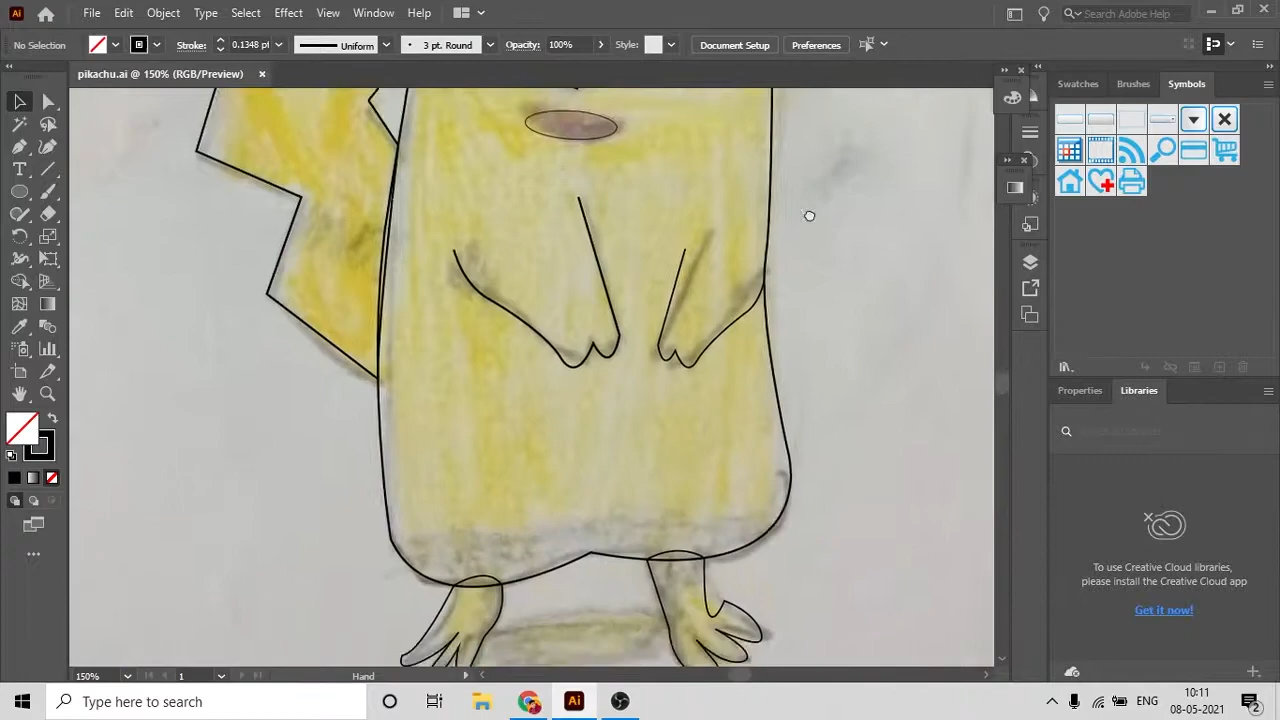 Ai File Edit Object Type Select Effect View Window Help Search Adobe Help
No Selection Stroke: 0.1348 pt Uniform 3 pt. Round Opacity: 100% Style: Document Setup Preferences
pikachu.ai @ 150% (RGB/Preview)
Swatches Brushes Symbols
Properties Libraries
To use Creative Cloud libraries,
please install the Creative Cloud app
Get it now!
150% 1 Hand
Type here to search
Ai
ENG
10:11
08-05-2021
2